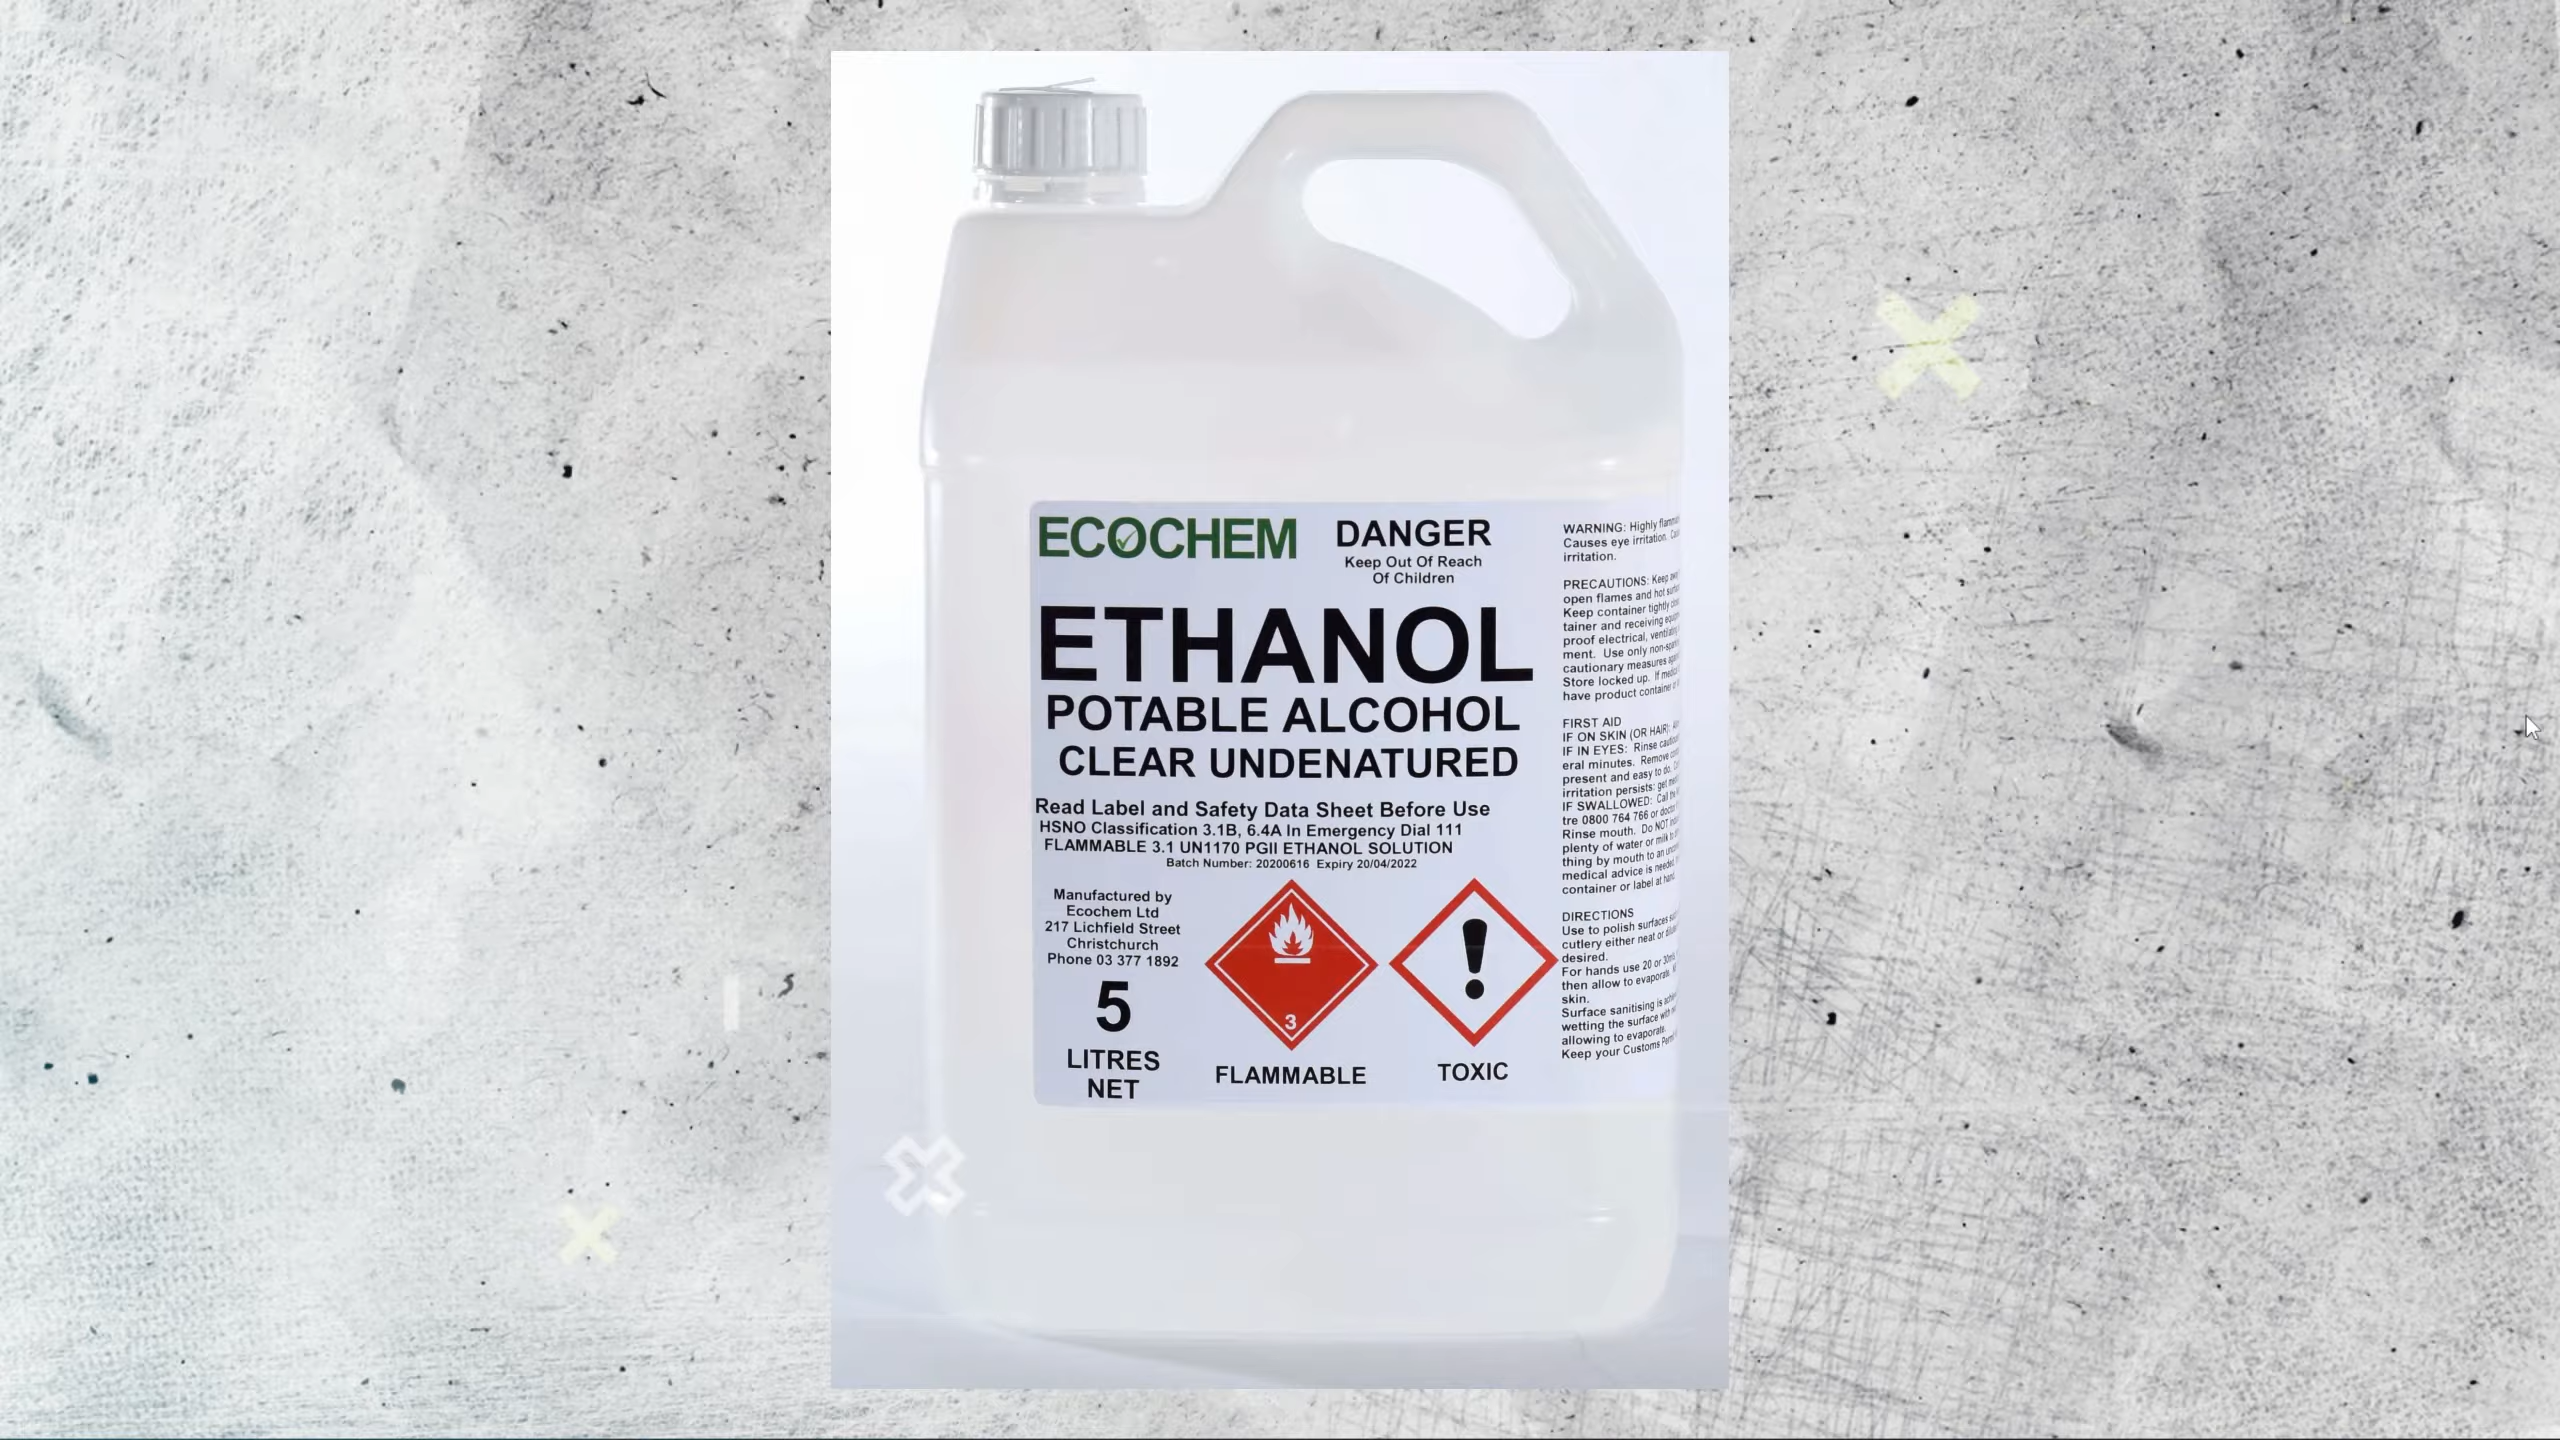 ECOCHEM
DANGER
Keep Out Of Reach
Of Children
ETHANOL
POTABLE ALCOHOL
CLEAR UNDENATURED
Read Label and Safety Data Sheet Before Use
HSNO Classification 3.1B, 6.4A In Emergency Dial 111
FLAMMABLE 3.1 UN1170 PGII ETHANOL SOLUTION
Batch Number: 20200616 Expiry 20/04/2022
Manufactured by
Ecochem Ltd
217 Lichfield Street
Christchurch
Phone 03 377 1892
5
LITRES
NET
3
FLAMMABLE
TOXIC
WARNING: Highly
Causes eye irritation.
irritation.
PRECAUTIONS: Keep
open flames and hot
Keep container tightly
tainer and receiving
proof electrical,
ment. Use only
cautionary measures
Store locked up. If
have product container
FIRST AID
IF ON SKIN (OR HAIR):
IF IN EYES: Rinse
eral minutes. Remove
present and easy to do.
irritation persists: get
IF SWALLOWED: Call
tre 0800 764 766 or
Rinse mouth. Do NOT
plenty of water or milk
thing by mouth to an
medical advice is needed
container or label at hand.
DIRECTIONS
Use to polish surfaces
cutlery either neat or
desired.
For hands use 20 or
then allow to evaporate.
skin.
Surface sanitising is
wetting the surface with
allowing to evaporate.
Keep your Customs